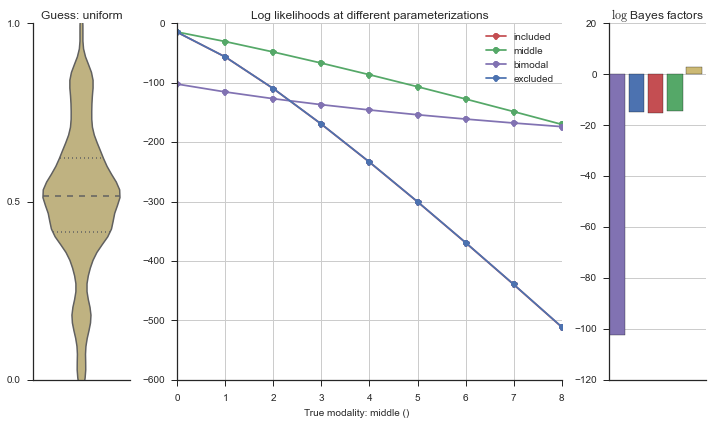 Guess: uniform
1.0
0.5
0.0
Log likelihoods at different parameterizations
0
−100
−200
−300
−400
−500
−600
included
middle
bimodal
excluded
0 1 2 3 4 5 6 7 8
True modality: middle ()
log Bayes factors
20
0
−20
−40
−60
−80
−100
−120